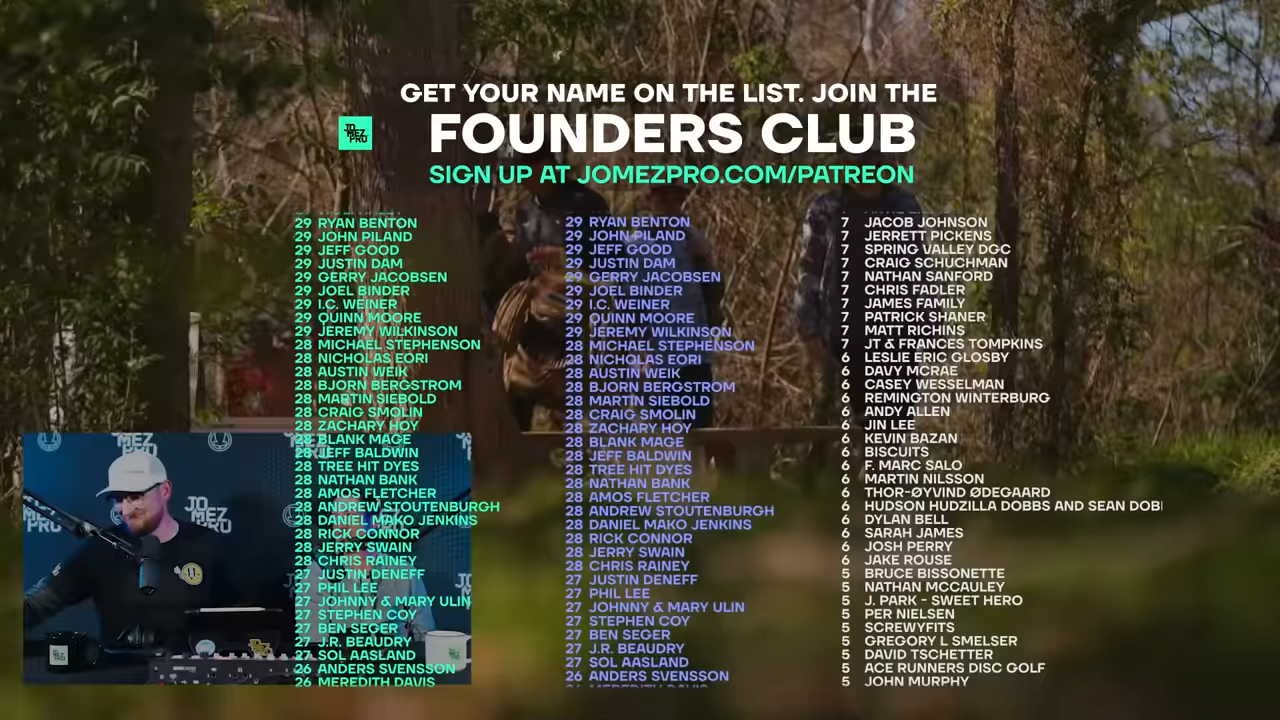 GET YOUR NAME ON THE LIST. JOIN THE
JO
MEZ
PRO
FOUNDERS CLUB
SIGN UP AT JOMEZPRO.COM/PATREON
29 RYAN BENTON
29 JOHN PILAND
29 JEFF GOOD
29 JUSTIN DAM
29 GERRY JACOBSEN
29 JOEL BINDER
29 I.C. WEINER
29 QUINN MOORE
29 JEREMY WILKINSON
28 MICHAEL STEPHENSON
28 NICHOLAS EORI
28 AUSTIN WEIK
28 BJORN BERGSTROM
28 MARTIN SIEBOLD
28 CRAIG SMOLIN
28 ZACHARY HOY
28 BLANK MAGE
28 JEFF BALDWIN
28 TREE HIT DYES
28 NATHAN BANK
28 AMOS FLETCHER
28 ANDREW STOUTENBURGH
28 DANIEL MAKO JENKINS
28 RICK CONNOR
28 JERRY SWAIN
28 CHRIS RAINEY
27 JUSTIN DENEFF
27 PHIL LEE
27 JOHNNY & MARY ULIN
27 STEPHEN COY
27 BEN SEGER
27 J.R. BEAUDRY
27 SOL AASLAND
26 ANDERS SVENSSON
26 MEREDITH DAVIS
29 RYAN BENTON
29 JOHN PILAND
29 JEFF GOOD
29 JUSTIN DAM
29 GERRY JACOBSEN
29 JOEL BINDER
29 I.C. WEINER
29 QUINN MOORE
29 JEREMY WILKINSON
28 MICHAEL STEPHENSON
28 NICHOLAS EORI
28 AUSTIN WEIK
28 BJORN BERGSTROM
28 MARTIN SIEBOLD
28 CRAIG SMOLIN
28 ZACHARY HOY
28 BLANK MAGE
28 JEFF BALDWIN
28 TREE HIT DYES
28 NATHAN BANK
28 AMOS FLETCHER
28 ANDREW STOUTENBURGH
28 DANIEL MAKO JENKINS
28 RICK CONNOR
28 JERRY SWAIN
28 CHRIS RAINEY
27 JUSTIN DENEFF
27 PHIL LEE
27 JOHNNY & MARY ULIN
27 STEPHEN COY
27 BEN SEGER
27 J.R. BEAUDRY
27 SOL AASLAND
26 ANDERS SVENSSON
7 JACOB JOHNSON
7 JERRETT PICKENS
7 SPRING VALLEY DGC
7 CRAIG SCHUCHMAN
7 NATHAN SANFORD
7 CHRIS FADLER
7 JAMES FAMILY
7 PATRICK SHANER
7 MATT RICHINS
7 JT & FRANCES TOMPKINS
6 LESLIE ERIC GLOSBY
6 DAVY MCRAE
6 CASEY WESSELMAN
6 REMINGTON WINTERBURG
6 ANDY ALLEN
6 JIN LEE
6 KEVIN BAZAN
6 BISCUITS
6 F. MARC SALO
6 MARTIN NILSSON
6 THOR-ØYVIND ØDEGAARD
6 HUDSON HUDZILLA DOBBS AND SEAN DOB
6 DYLAN BELL
6 SARAH JAMES
6 JOSH PERRY
6 JAKE ROUSE
5 BRUCE BISSONETTE
5 NATHAN MCCAULEY
5 J. PARK - SWEET HERO
5 PER NIELSEN
5 SCREWYFITS
5 GREGORY L SMELSER
5 DAVID TSCHETTER
5 ACE RUNNERS DISC GOLF
5 JOHN MURPHY
MEZ
PRO
JO
MEZ
PRO
MEZ
PRO